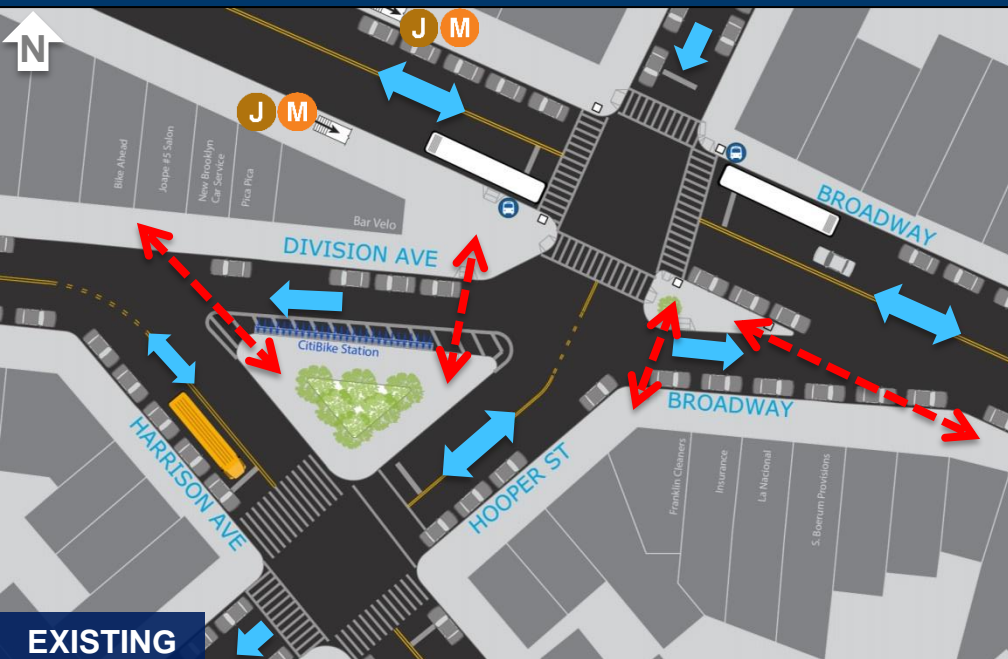 J M
N
J M
Bike Ahead
Joape #5 Salon
New Brooklyn
Car Service
Pica Pica
Bar Velo
BROADWAY
DIVISION AVE
CitiBike Station
BROADWAY
HARRISON AVE
HOOPER ST
Franklin Cleaners
Insurance
La Nacional
S. Boerum Provisions
EXISTING